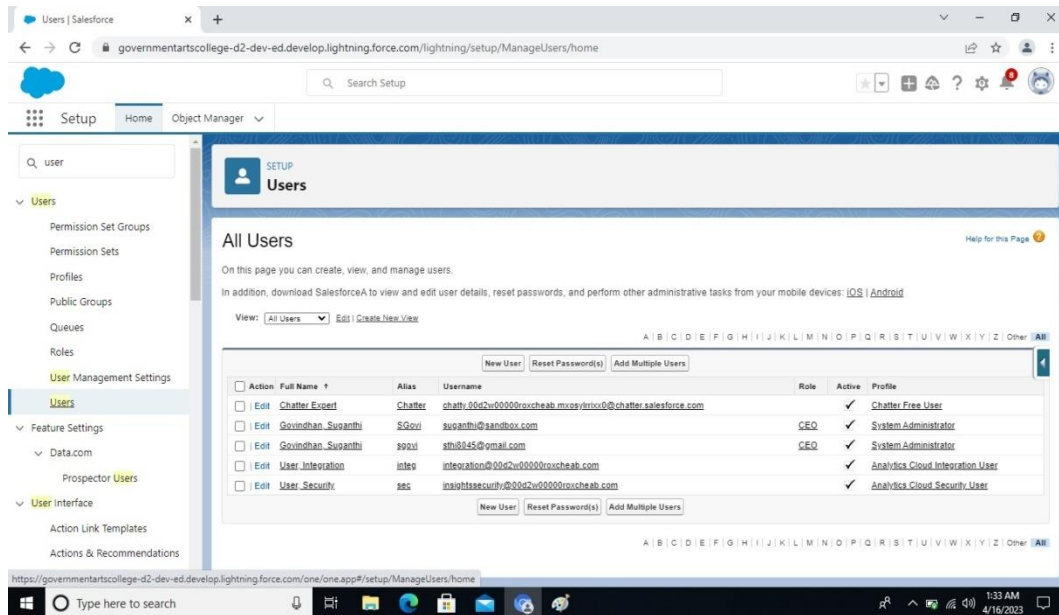 Users | Salesforce
governmentartscollege-d2-dev-ed.develop.lightning.force.com/lightning/setup/ManageUsers/home
Search Setup
8
Setup Home Object Manager
user
Users
Permission Set Groups
Permission Sets
Profiles
Public Groups
Queues
Roles
User Management Settings
Users
Feature Settings
Data.com
Prospector Users
User Interface
Action Link Templates
Actions & Recommendations
SETUP
Users
All Users
Help for this Page
On this page you can create, view, and manage users.
In addition, download SalesforceA to view and edit user details, reset passwords, and perform other administrative tasks from your mobile devices: iOS | Android
View: All Users Edit | Create New View
A | B | C | D | E | F | G | H | I | J | K | L | M | N | O | P | Q | R | S | T | U | V | W | X | Y | Z | Other All
New User Reset Password(s) Add Multiple Users
Action Full Name Alias Username Role Active Profile
Edit Chatter Expert Chatter chatty.00d2w00000roxcheab.mxosylrrixx0@chatter.salesforce.com Chatter Free User
Edit Govindhan, Suganthi SGovi suganthi@sandbox.com CEO System Administrator
Edit Govindhan, Suganthi sgovi sthi8045@gmail.com CEO System Administrator
Edit User, Integration integ integration@00d2w00000roxcheab.com Analytics Cloud Integration User
Edit User, Security sec insightssecurity@00d2w00000roxcheab.com Analytics Cloud Security User
New User Reset Password(s) Add Multiple Users
A | B | C | D | E | F | G | H | I | J | K | L | M | N | O | P | Q | R | S | T | U | V | W | X | Y | Z | Other All
https://governmentartscollege-d2-dev-ed.develop.lightning.force.com/one/one.app#/setup/ManageUsers/home
Type here to search
1:33 AM
4/16/2023